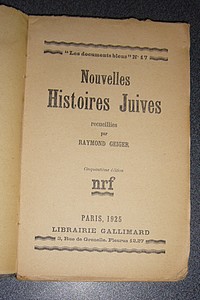 "Les documents bleus" N° 17
Nouvelles
Histoires Juives
recueillies
par
RAYMOND GEIGER
Cinquantième édition
nrf
PARIS, 1925
LIBRAIRIE GALLIMARD
3, Rue de Grenelle. Fleurus 12.27